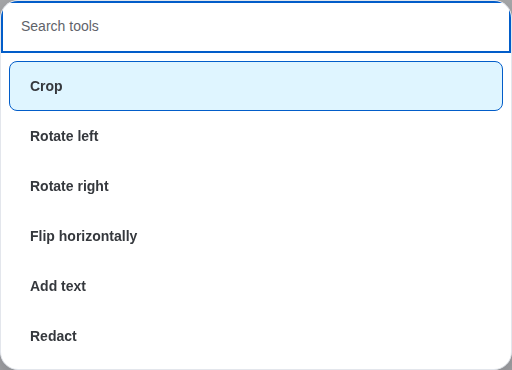 Search tools
Crop
Rotate left
Rotate right
Flip horizontally
Add text
Redact